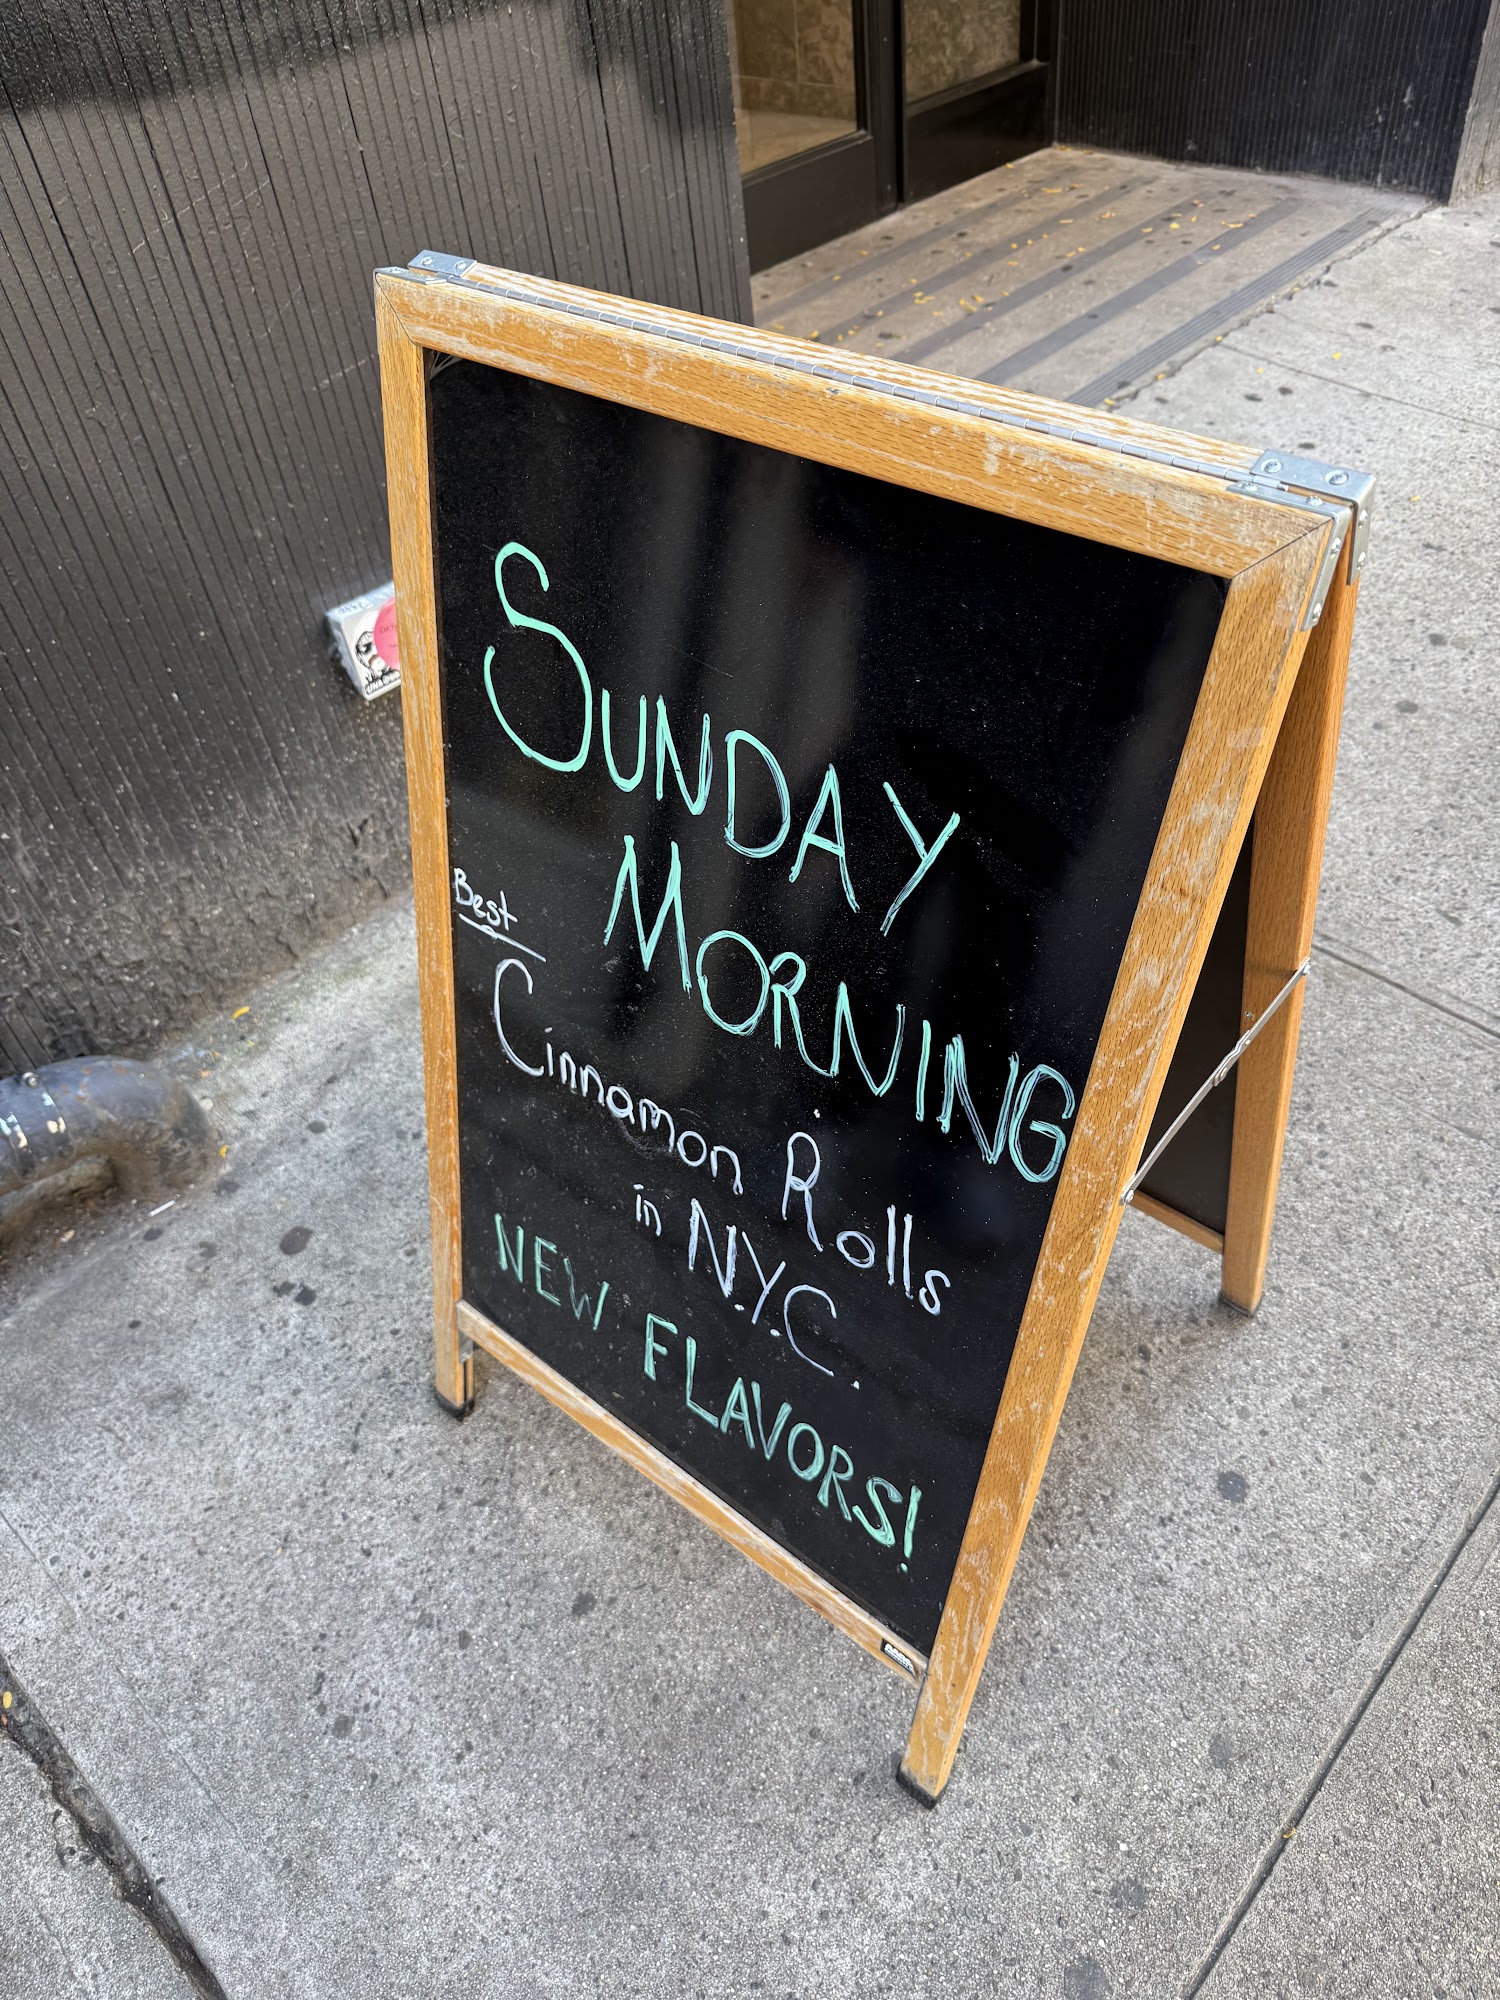 SUNDAY
MORNING
Best
Cinnamon Rolls
in N.Y.C.
NEW FLAVORS!